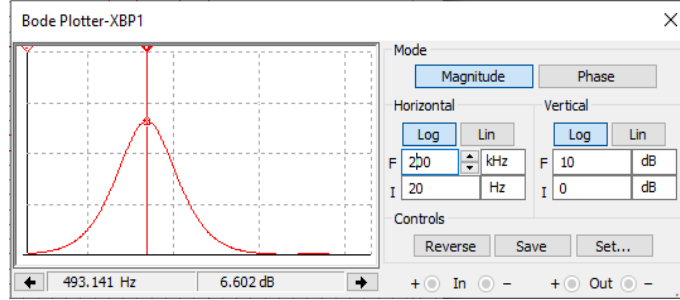 Bode Plotter-XBP1
Mode
Magnitude Phase
Horizontal Vertical
Log Lin Log Lin
F 200 kHz F 10 dB
I 20 Hz I 0 dB
Controls
Reverse Save Set...
493.141 Hz 6.602 dB + In − + Out −